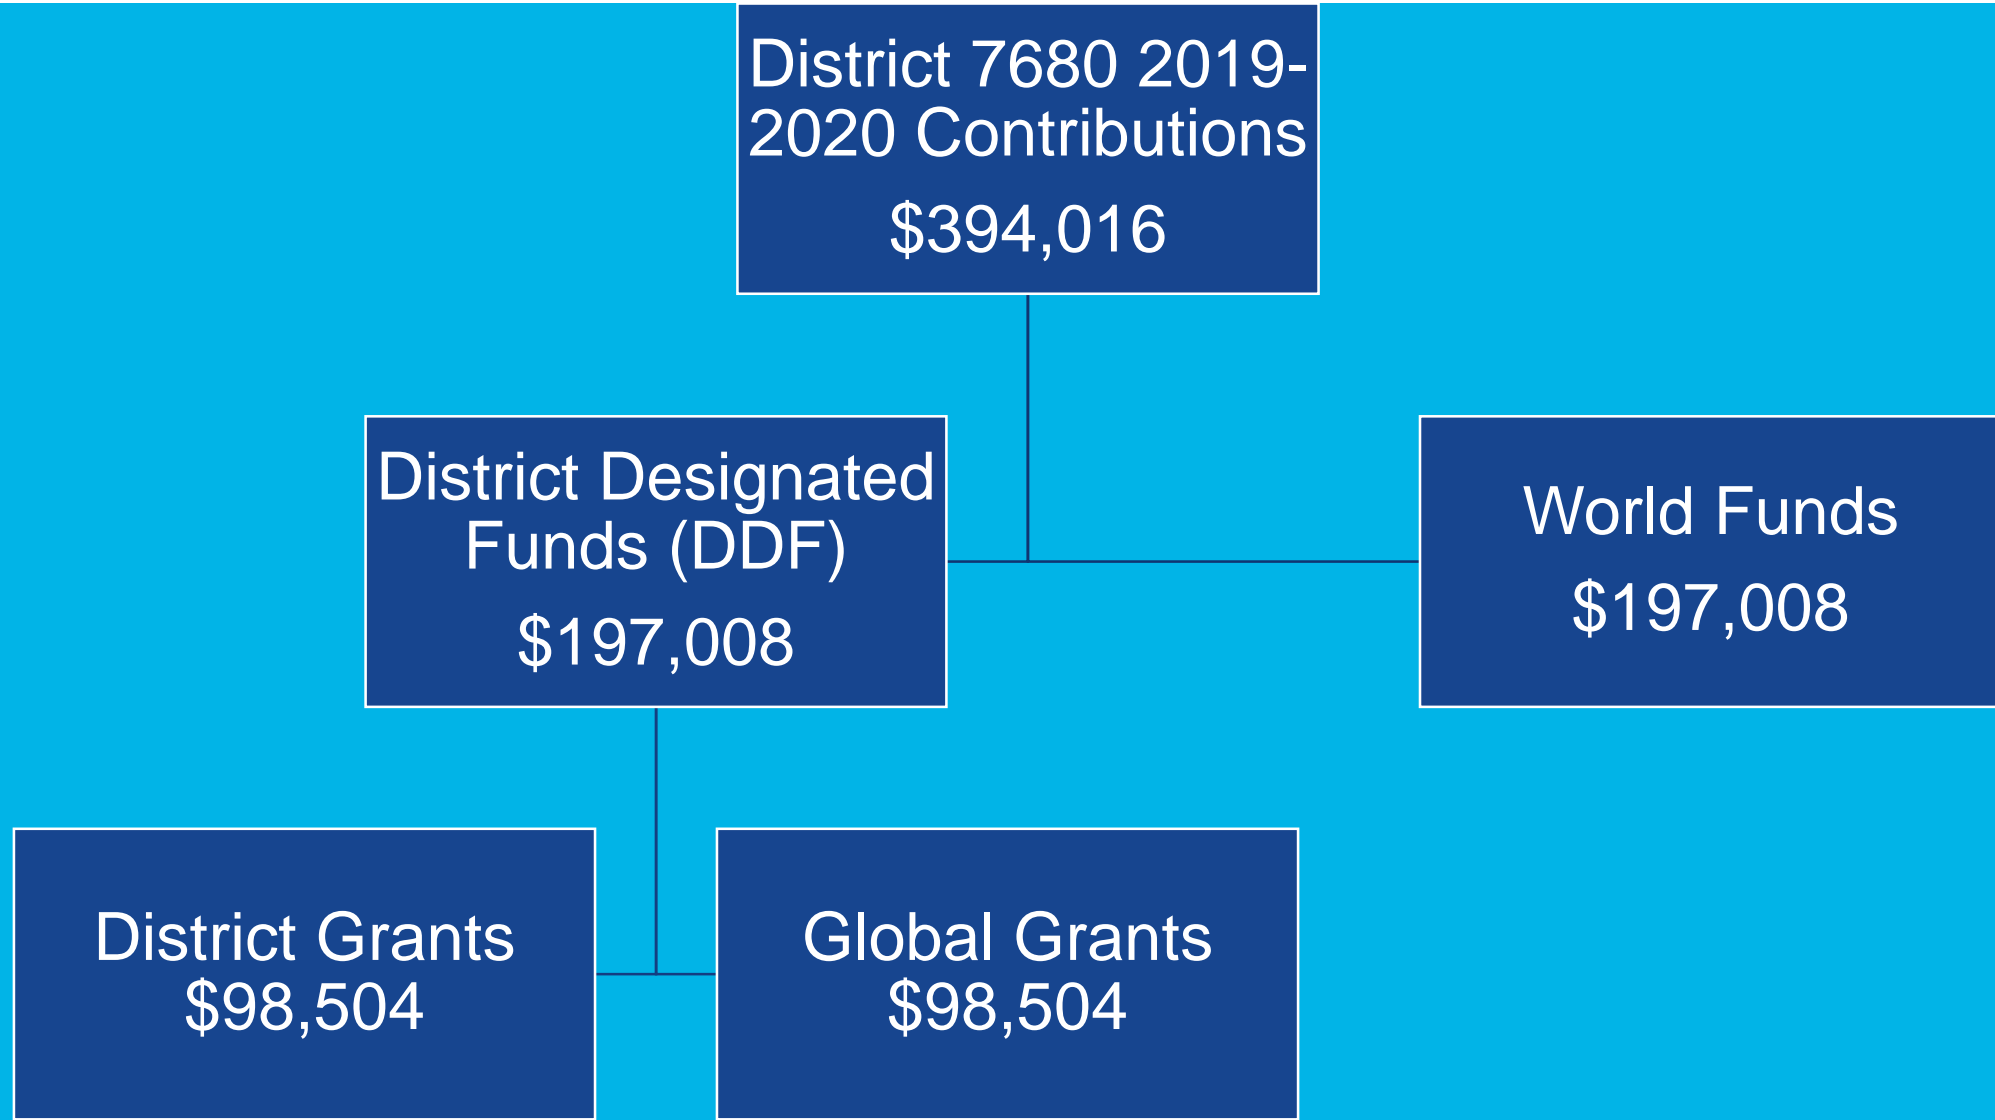 District 7680 2019-
2020 Contributions
$394,016
District Designated
Funds (DDF)
$197,008
World Funds
$197,008
District Grants
$98,504
Global Grants
$98,504